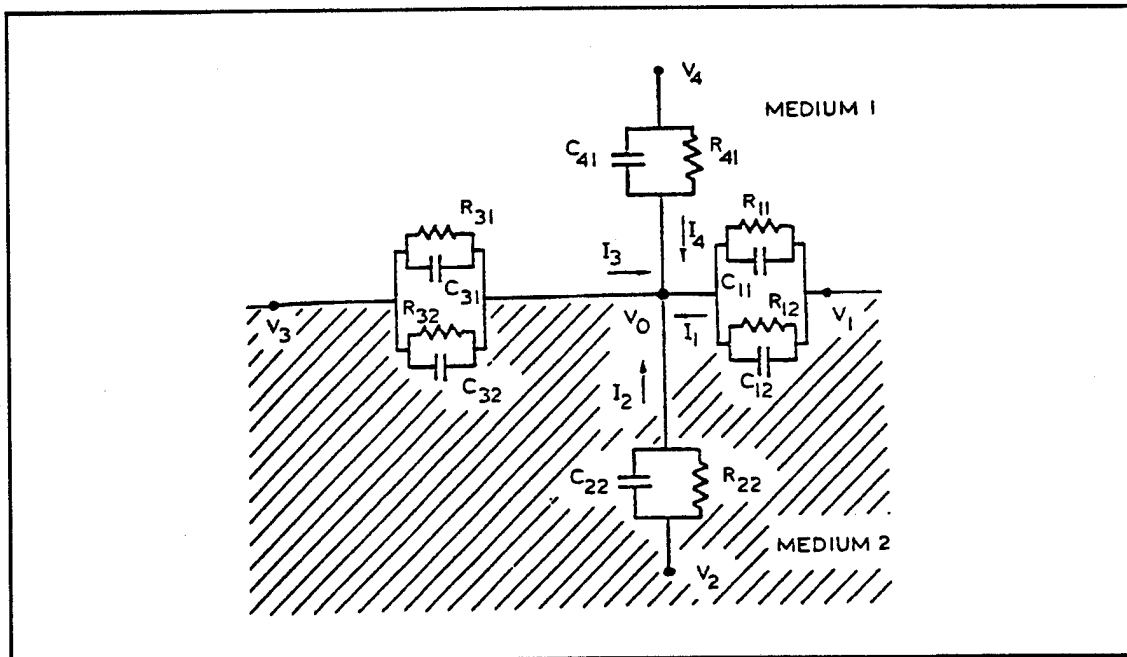 V4
MEDIUM 1
C41
R41
R31
R11
I3
I4
C31
C11
R32
R12
V3
V0
I1
V1
C32
C12
I2
C22
R22
MEDIUM 2
V2